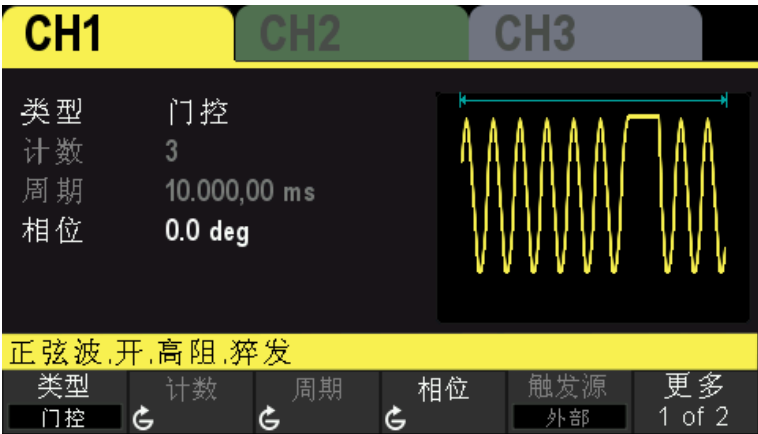 CH1 CH2 CH3
类型 门控
计数 3
周期 10.000,00 ms
相位 0.0 deg
正弦波,开,高阻,猝发
类型 计数 周期 相位 触发源 更多
门控 外部 1 of 2